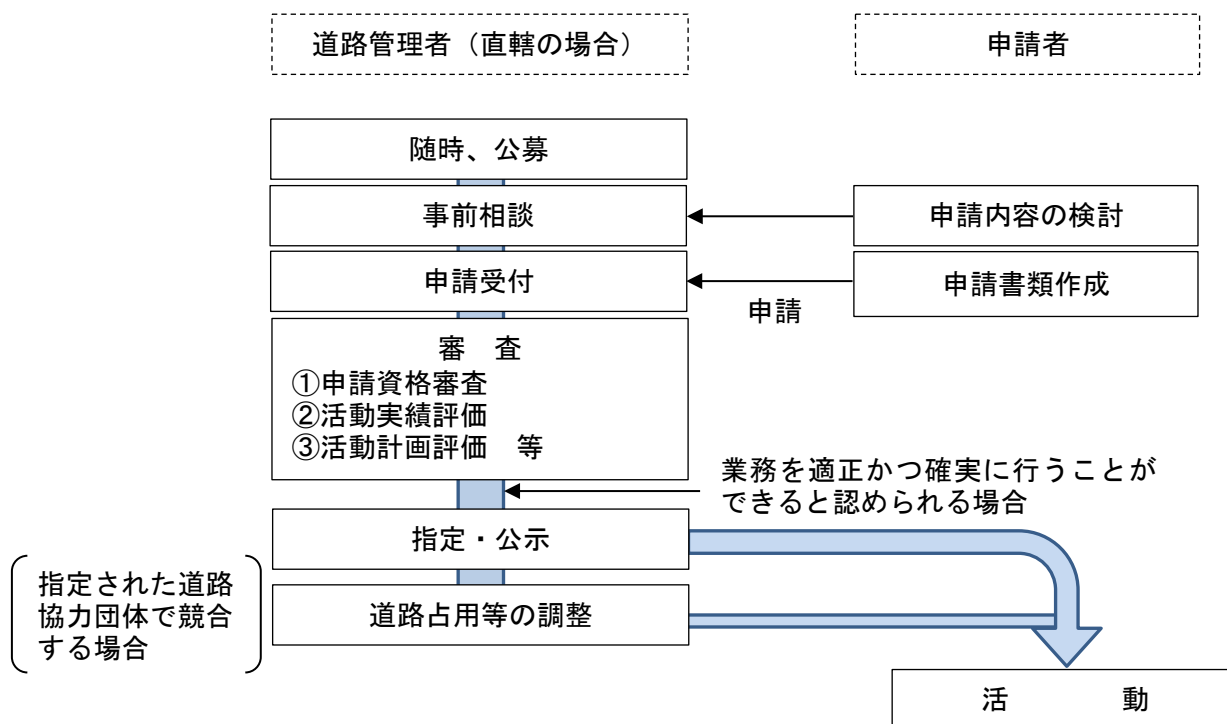 道路管理者（直轄の場合）
申請者
随時、公募
事前相談
申請内容の検討
申請受付
申請書類作成
申請
審　査
①申請資格審査
②活動実績評価
③活動計画評価　等
業務を適正かつ確実に行うことが
できると認められる場合
指定・公示
指定された道路
協力団体で競合
する場合
道路占用等の調整
活　　　動